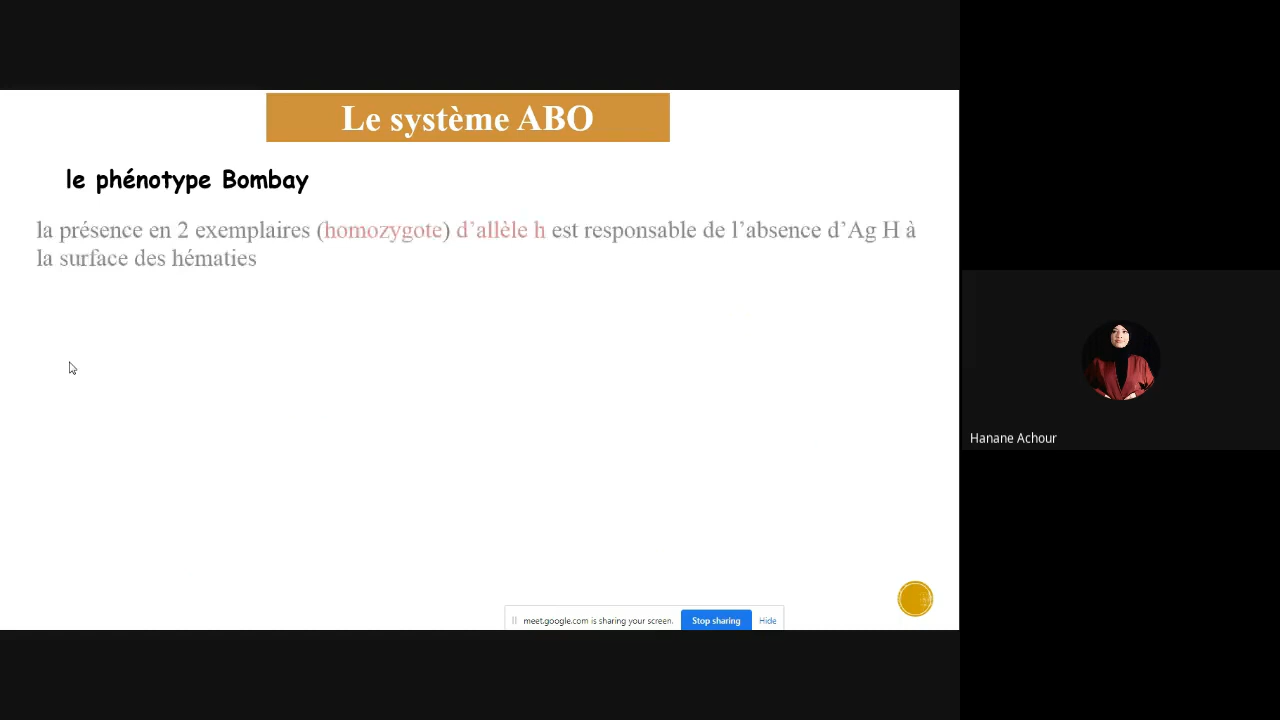 Le système ABO
le phénotype Bombay
la présence en 2 exemplaires (homozygote) d’allèle h est responsable de l’absence d’Ag H à
la surface des hématies
Hanane Achour
meet.google.com is sharing your screen. Stop sharing Hide